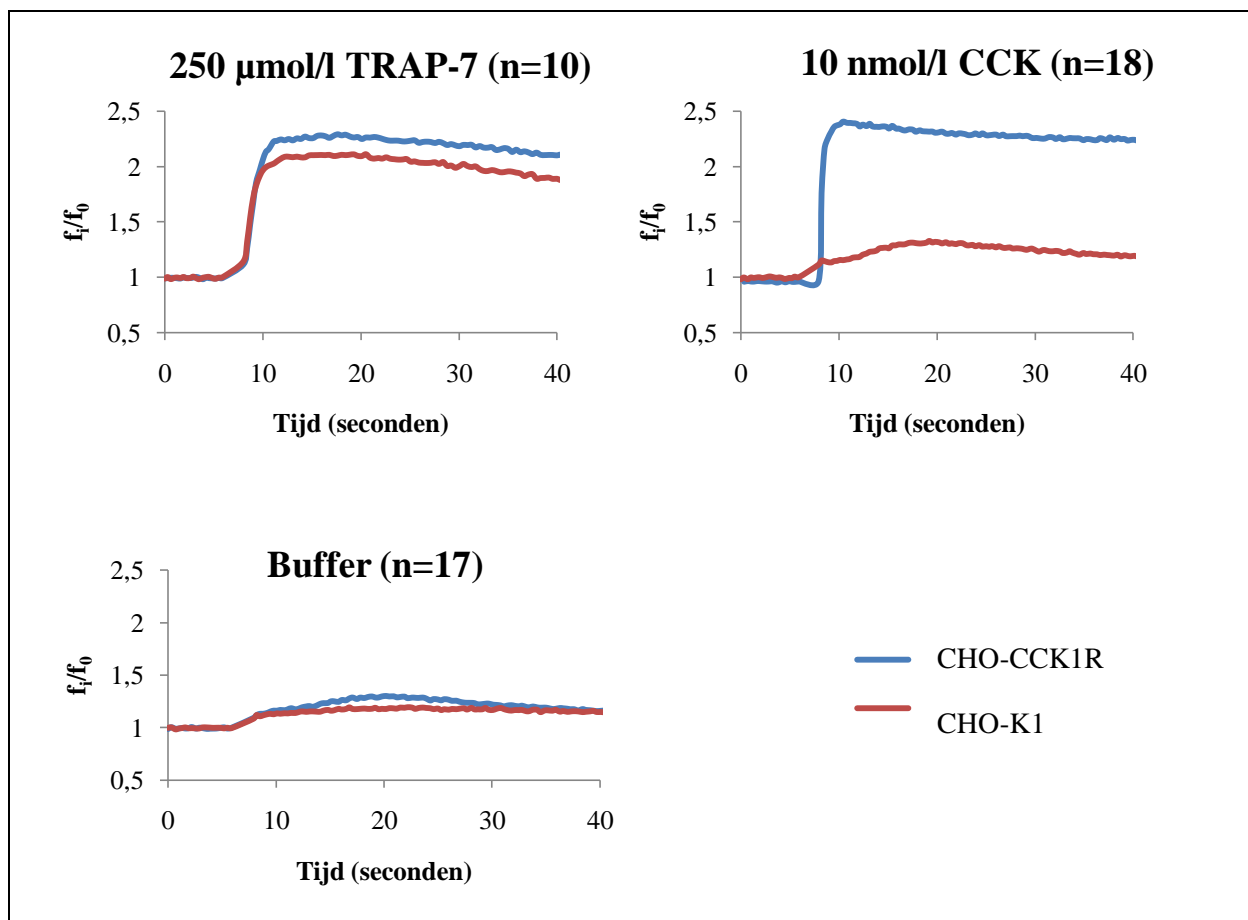 250 µmol/l TRAP-7 (n=10)
2,5
2
1,5
1
0,5
fi/f0
0 10 20 30 40
Tijd (seconden)
10 nmol/l CCK (n=18)
2,5
2
1,5
1
0,5
fi/f0
0 10 20 30 40
Tijd (seconden)
Buffer (n=17)
2,5
2
1,5
1
0,5
fi/f0
0 10 20 30 40
Tijd (seconden)
CHO-CCK1R
CHO-K1